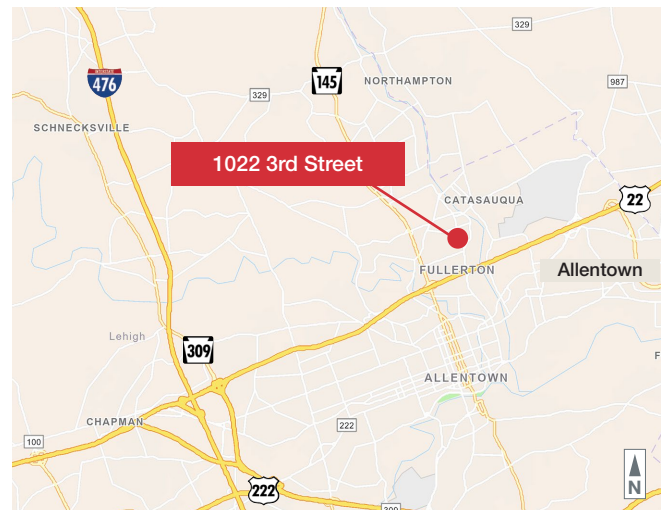 329
987
145
476
NORTHAMPTON
329
SCHNECKSVILLE
1022 3rd Street
CATASAUQUA
22
FULLERTON
Allentown
Lehigh
309
ALLENTOWN
CHAPMAN
222
100
222
N
309